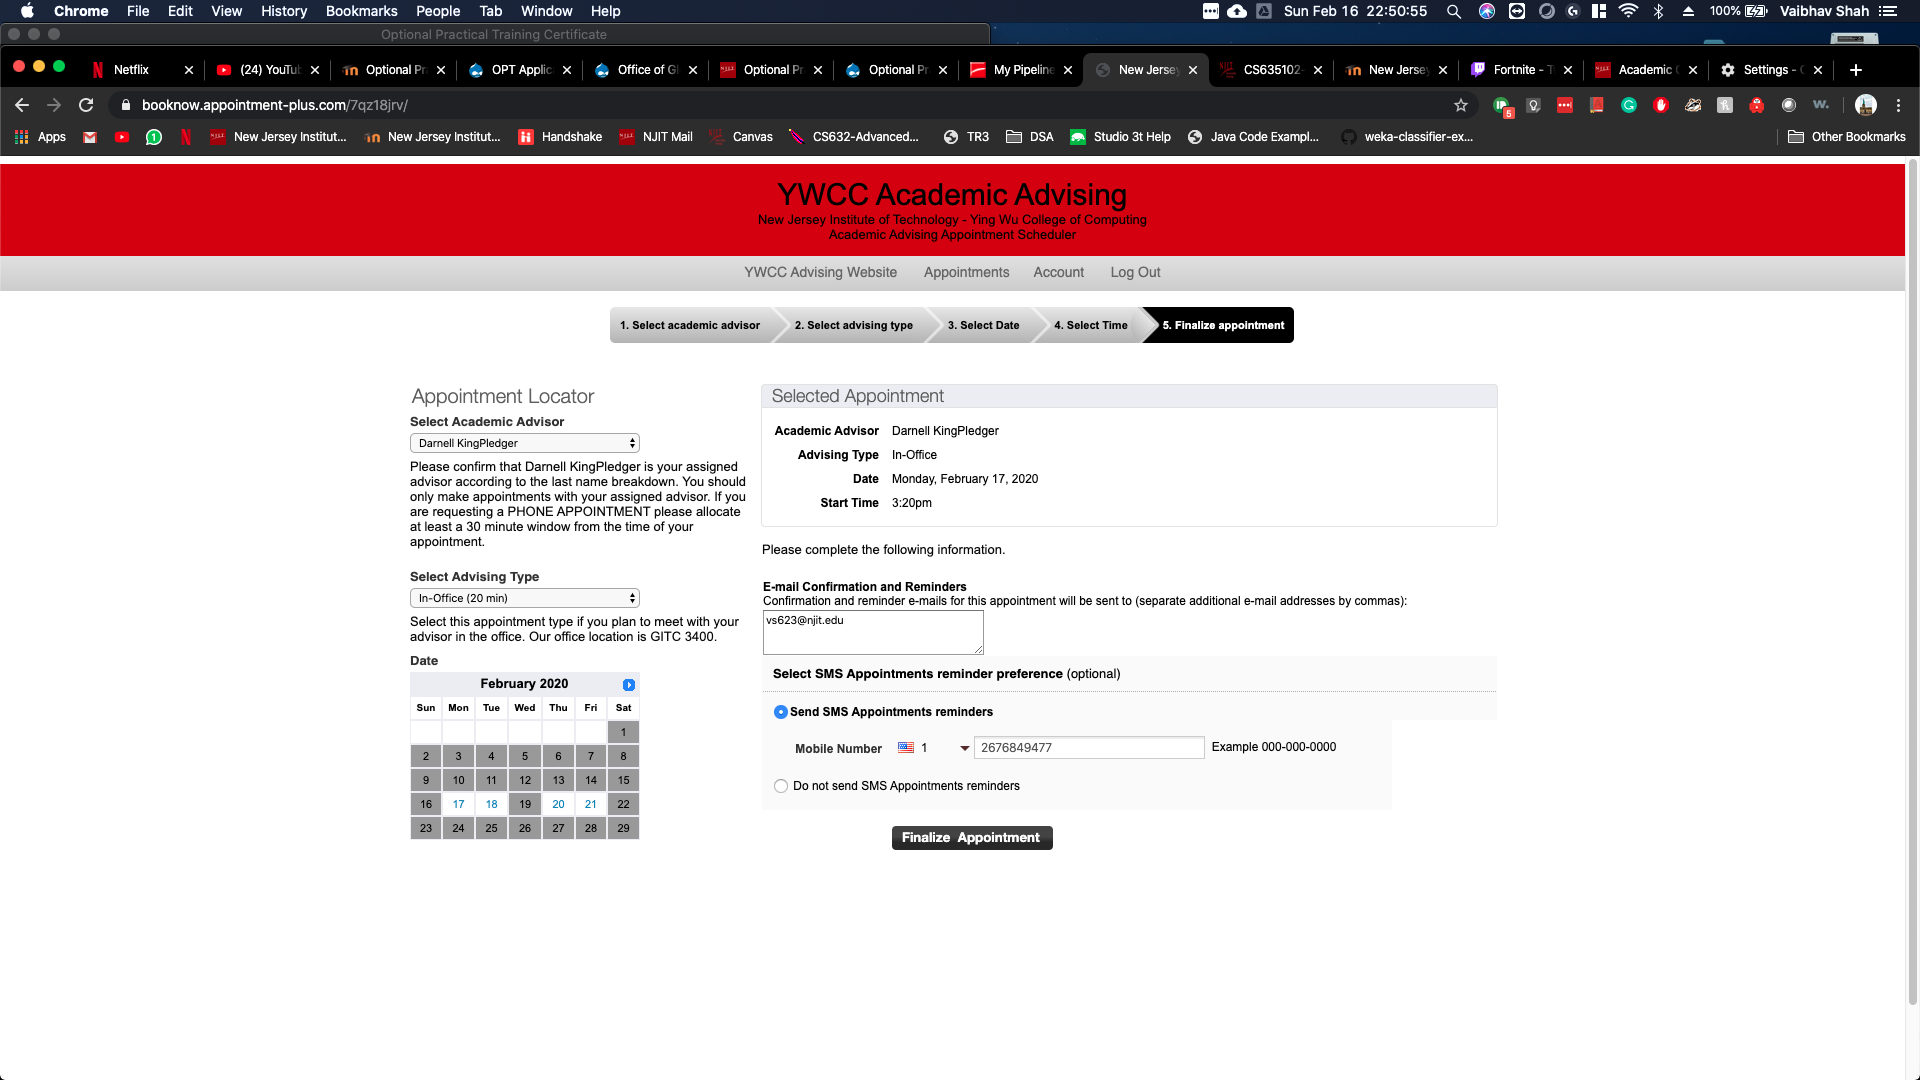 Chrome File Edit View History Bookmarks People Tab Window Help Sun Feb 16 22:50:55 100% Vaibhav Shah
Optional Practical Training Certificate
Netflix (24) YouTu Optional Pr OPT Applic Office of Gl Optional Pr Optional Pr My Pipeline New Jersey CS635102- New Jersey Fortnite - T Academic C Settings - C
booknow.appointment-plus.com/7qz18jrv/
Apps New Jersey Institut... New Jersey Institut... Handshake NJIT Mail Canvas CS632-Advanced... TR3 DSA Studio 3t Help Java Code Exampl... weka-classifier-ex... Other Bookmarks
YWCC Academic Advising
New Jersey Institute of Technology - Ying Wu College of Computing
Academic Advising Appointment Scheduler
YWCC Advising Website Appointments Account Log Out
1. Select academic advisor 2. Select advising type 3. Select Date 4. Select Time 5. Finalize appointment
Appointment Locator
Select Academic Advisor
Darnell KingPledger
Please confirm that Darnell KingPledger is your assigned
advisor according to the last name breakdown. You should
only make appointments with your assigned advisor. If you
are requesting a PHONE APPOINTMENT please allocate
at least a 30 minute window from the time of your
appointment.
Select Advising Type
In-Office (20 min)
Select this appointment type if you plan to meet with your
advisor in the office. Our office location is GITC 3400.
Date
February 2020
Sun Mon Tue Wed Thu Fri Sat
1
2 3 4 5 6 7 8
9 10 11 12 13 14 15
16 17 18 19 20 21 22
23 24 25 26 27 28 29
Selected Appointment
Academic Advisor Darnell KingPledger
Advising Type In-Office
Date Monday, February 17, 2020
Start Time 3:20pm
Please complete the following information.
E-mail Confirmation and Reminders
Confirmation and reminder e-mails for this appointment will be sent to (separate additional e-mail addresses by commas):
vs623@njit.edu
Select SMS Appointments reminder preference (optional)
Send SMS Appointments reminders
Mobile Number 1 2676849477 Example 000-000-0000
Do not send SMS Appointments reminders
Finalize Appointment